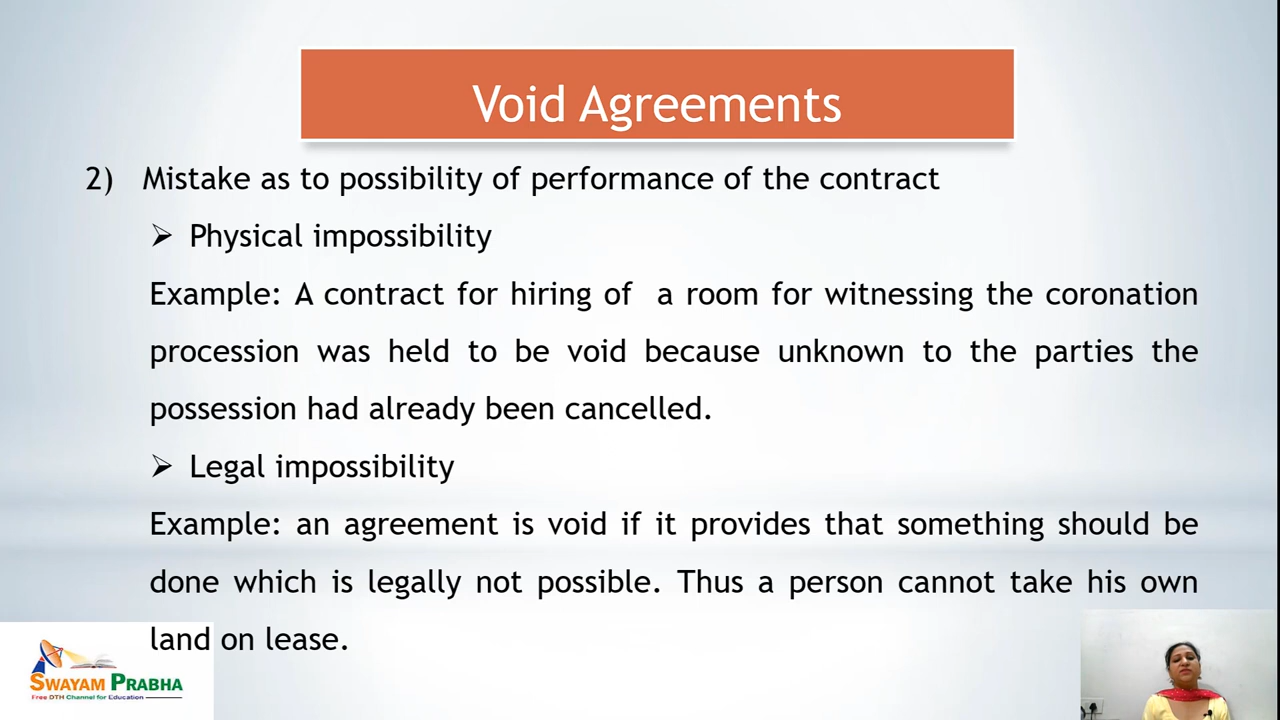 Void Agreements
2) Mistake as to possibility of performance of the contract
➢ Physical impossibility
Example: A contract for hiring of a room for witnessing the coronation
procession was held to be void because unknown to the parties the
possession had already been cancelled.
➢ Legal impossibility
Example: an agreement is void if it provides that something should be
done which is legally not possible. Thus a person cannot take his own
land on lease.
SWAYAM PRABHA
Free DTH Channel for Education